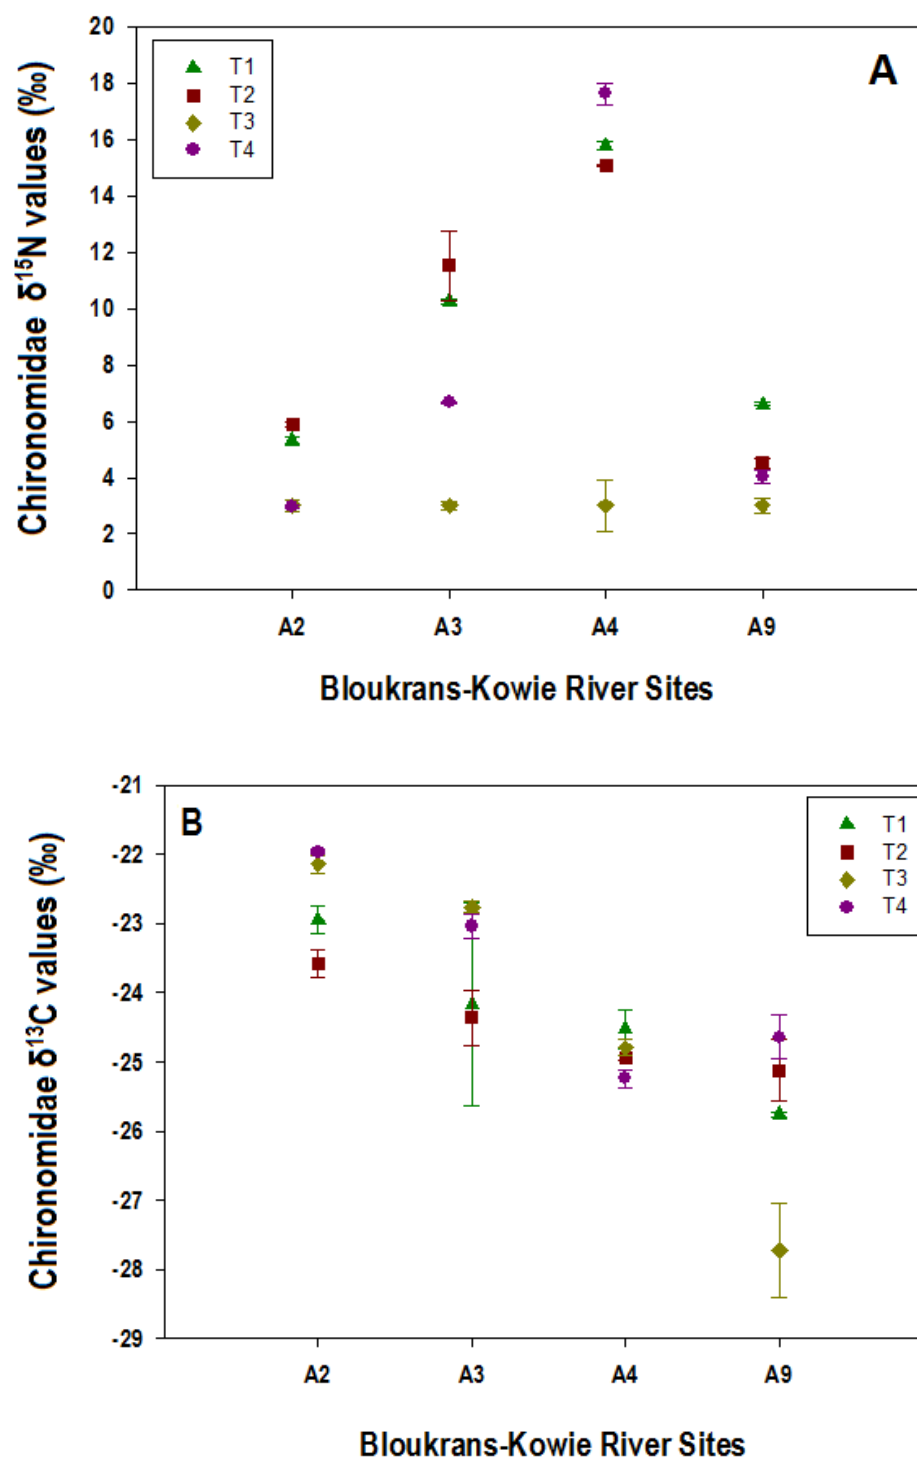 A
T1
T2
T3
T4
Chironomidae δ15N values (‰)
20
18
16
14
12
10
8
6
4
2
0
A2 A3 A4 A9
Bloukrans-Kowie River Sites
B
T1
T2
T3
T4
Chironomidae δ13C values (‰)
-21
-22
-23
-24
-25
-26
-27
-28
-29
A2 A3 A4 A9
Bloukrans-Kowie River Sites